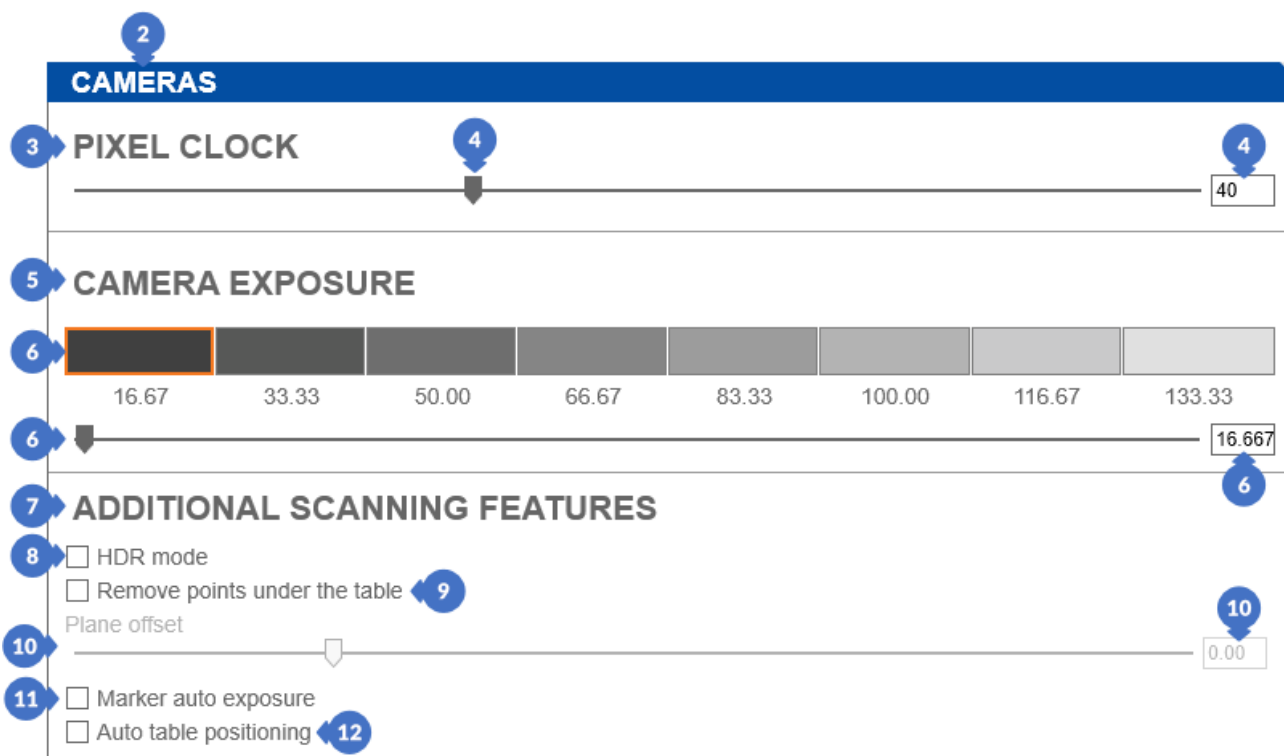 2
CAMERAS
3 PIXEL CLOCK 4 4
40
5 CAMERA EXPOSURE
6
16.67 33.33 50.00 66.67 83.33 100.00 116.67 133.33
6 16.667
6
7 ADDITIONAL SCANNING FEATURES
8 HDR mode
Remove points under the table 9
Plane offset 10
10 0.00
11 Marker auto exposure
Auto table positioning 12